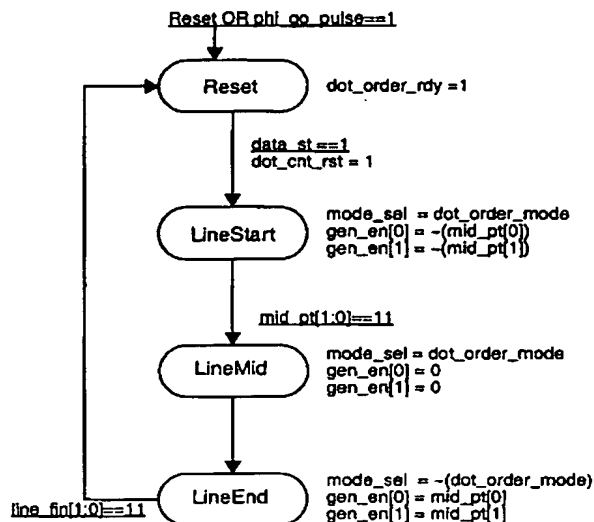 Reset OR phi_go_pulse==1
Reset
dot_order_rdy =1
data_st==1
dot_cnt_rst = 1
LineStart
mode_sel = dot_order_mode
gen_en[0] = ~(mid_pt[0])
gen_en[1] = ~(mid_pt[1])
mid_pt[1:0]==11
LineMid
mode_sel = dot_order_mode
gen_en[0] = 0
gen_en[1] = 0
LineEnd
mode_sel = ~(dot_order_mode)
gen_en[0] = mid_pt[0]
gen_en[1] = mid_pt[1]
line_fin[1:0]==11